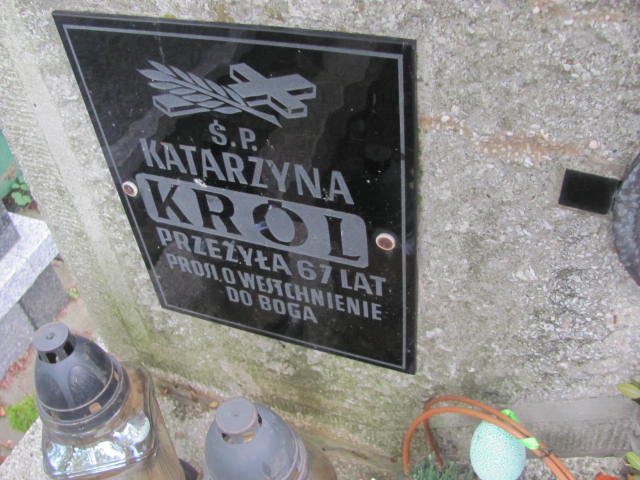 Ś.P.
KATARZYNA
KRÓL
PRZEŻYŁA 67 LAT
PROSI O WESTCHNIENIE
DO BOGA